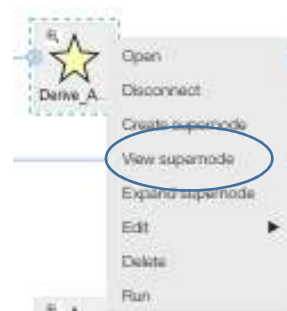 Derive_A...
Open
Disconnect
Create supernode
View supernode
Expand supernode
Edit
Delete
Run